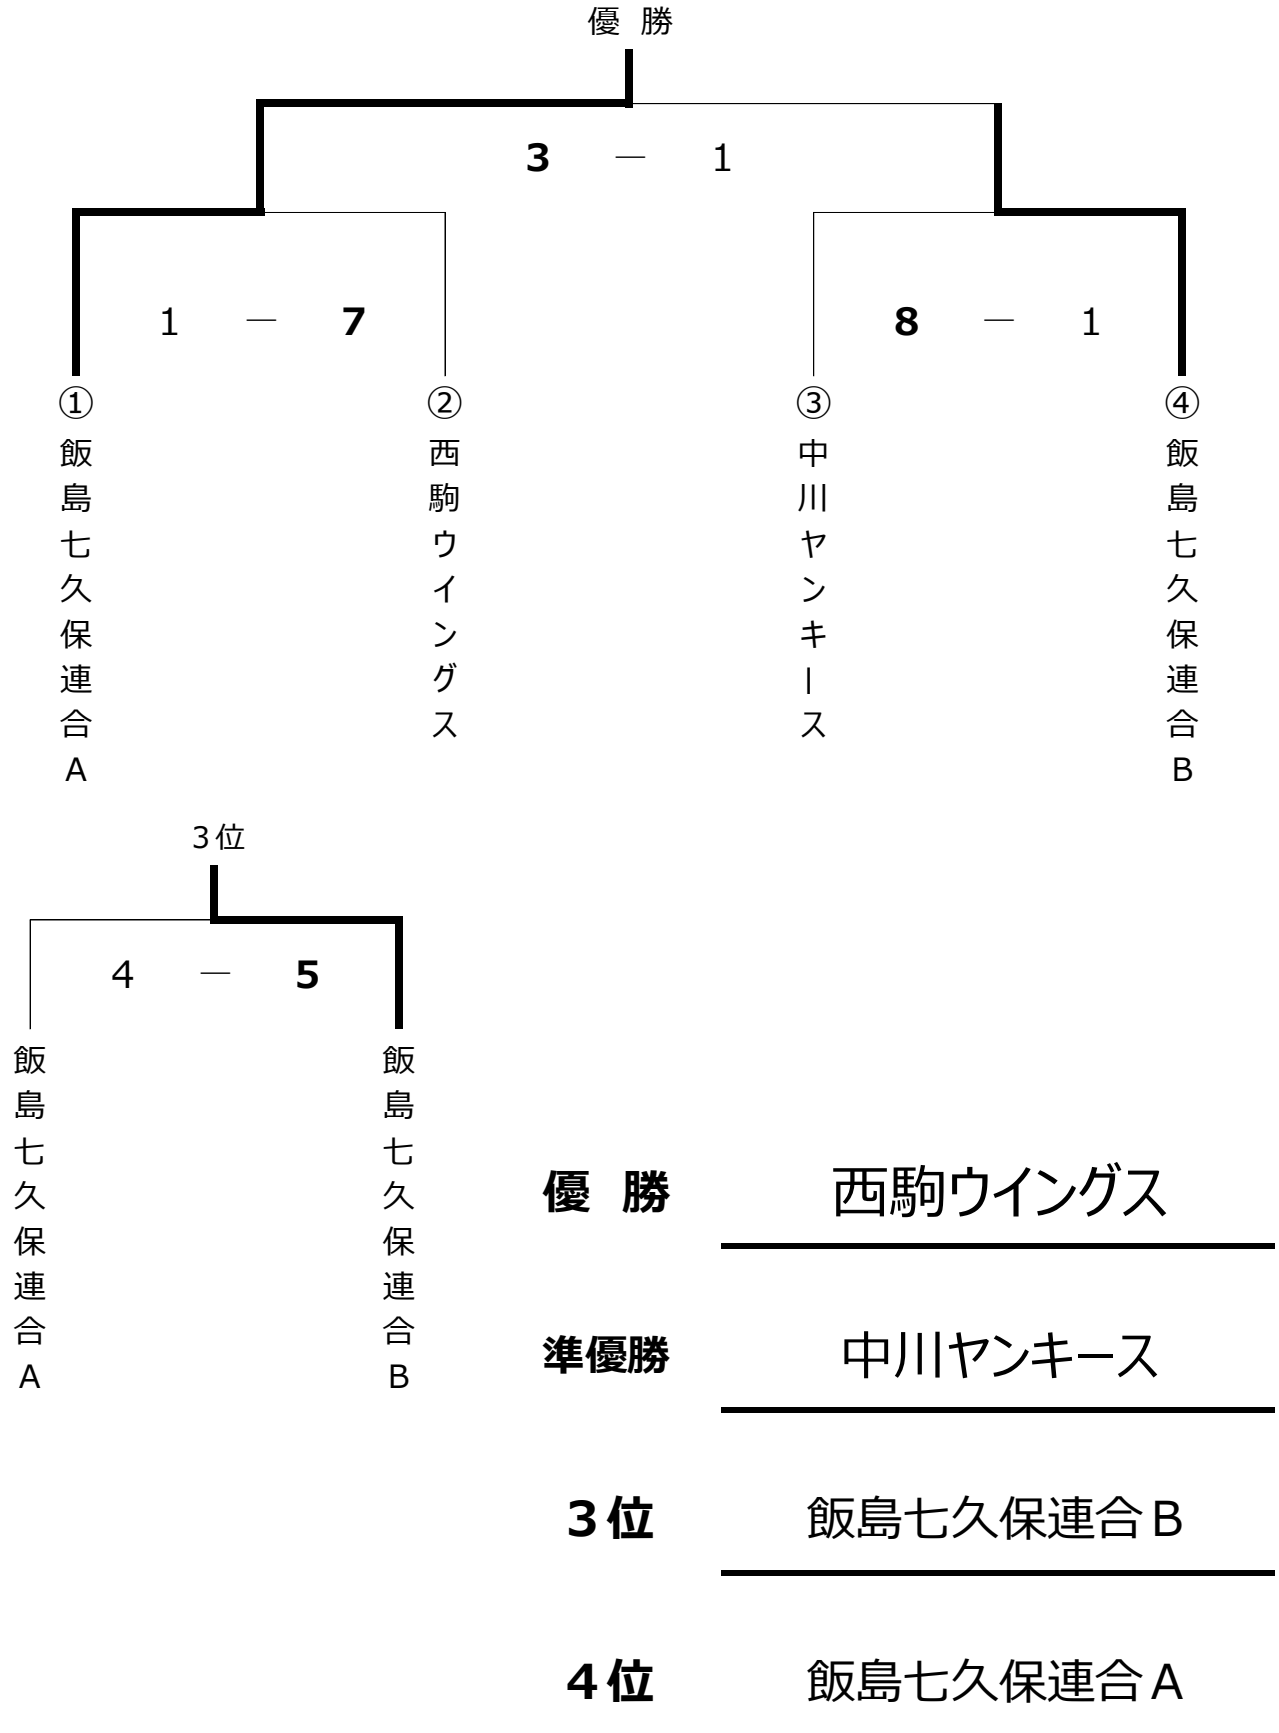 優 勝
3 － 1
1 － 7
8 － 1
①飯島七久保連合A
②西駒ウイングス
③中川ヤンキース
④飯島七久保連合B
3位
4 － 5
飯島七久保連合A
飯島七久保連合B
優 勝 西駒ウイングス
準優勝 中川ヤンキース
3位 飯島七久保連合B
4位 飯島七久保連合A